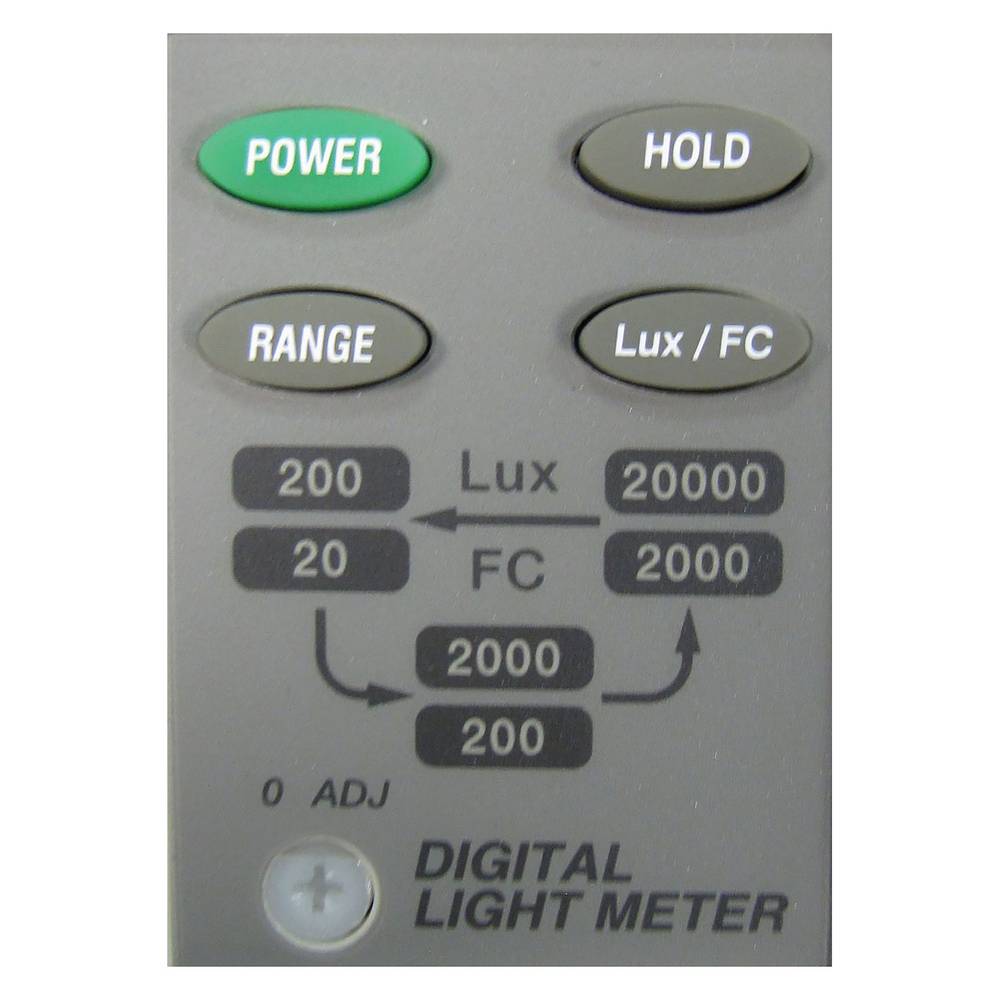 POWER HOLD
RANGE Lux / FC
200 Lux 20000
20 FC 2000
2000
200
0 ADJ
DIGITAL
LIGHT METER